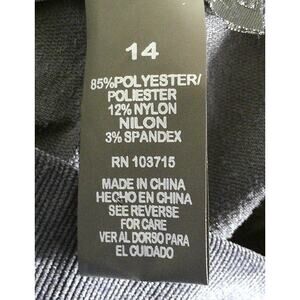 14
85%POLYESTER/
POLIESTER
12%NYLON
NILON
3% SPANDEX
RN 103715
MADE IN CHINA
HECHO EN CHINA
SEE REVERSE
FOR CARE
VER AL DORSO PARA
EL CUIDADO